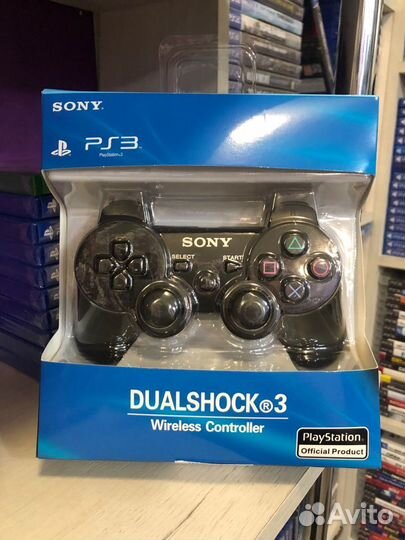 SONY
PS3
PlayStation®3
SONY
SELECT
START
DUALSHOCK®3
Wireless Controller
PlayStation®
Official Product
Avito